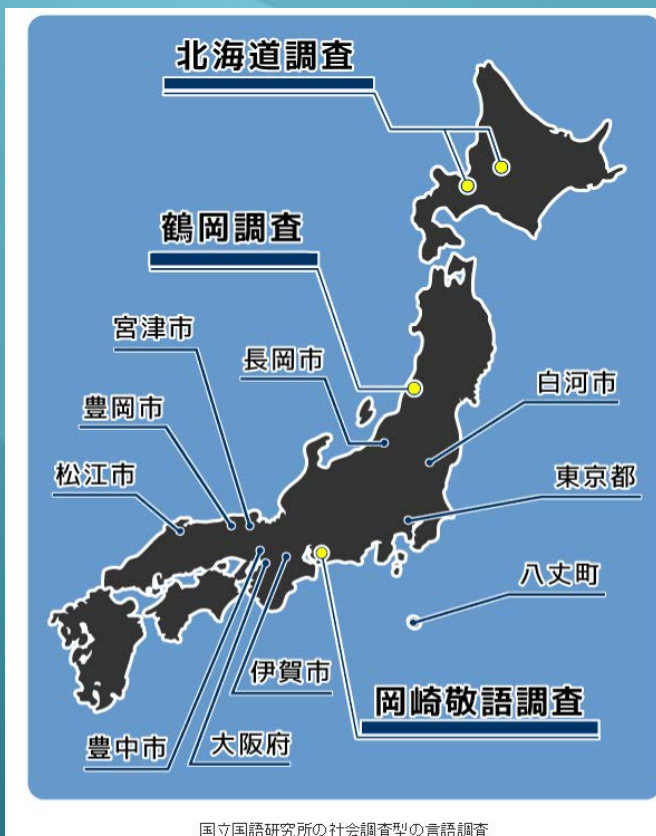 北海道調査
鶴岡調査
宮津市
長岡市
白河市
豊岡市
松江市
東京都
八丈町
伊賀市
岡崎敬語調査
豊中市
大阪府
国立国語研究所の社会調査型の言語調査